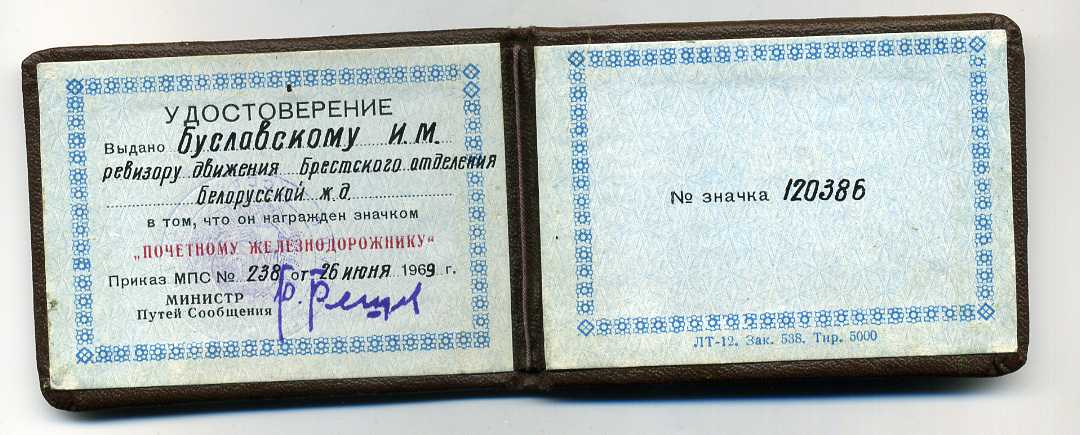 УДОСТОВЕРЕНИЕ
Выдано Буславскому И.М.
ревизору движения Брестского отделения
Белорусской ж.д.
в том, что он награжден значком
„ПОЧЕТНОМУ ЖЕЛЕЗНОДОРОЖНИКУ“
Приказ МПС № 238 от 26 июня 1969 г.
МИНИСТР
Путей Сообщения
№ значка 120386
ЛТ-12. Зак. 538. Тир. 5000